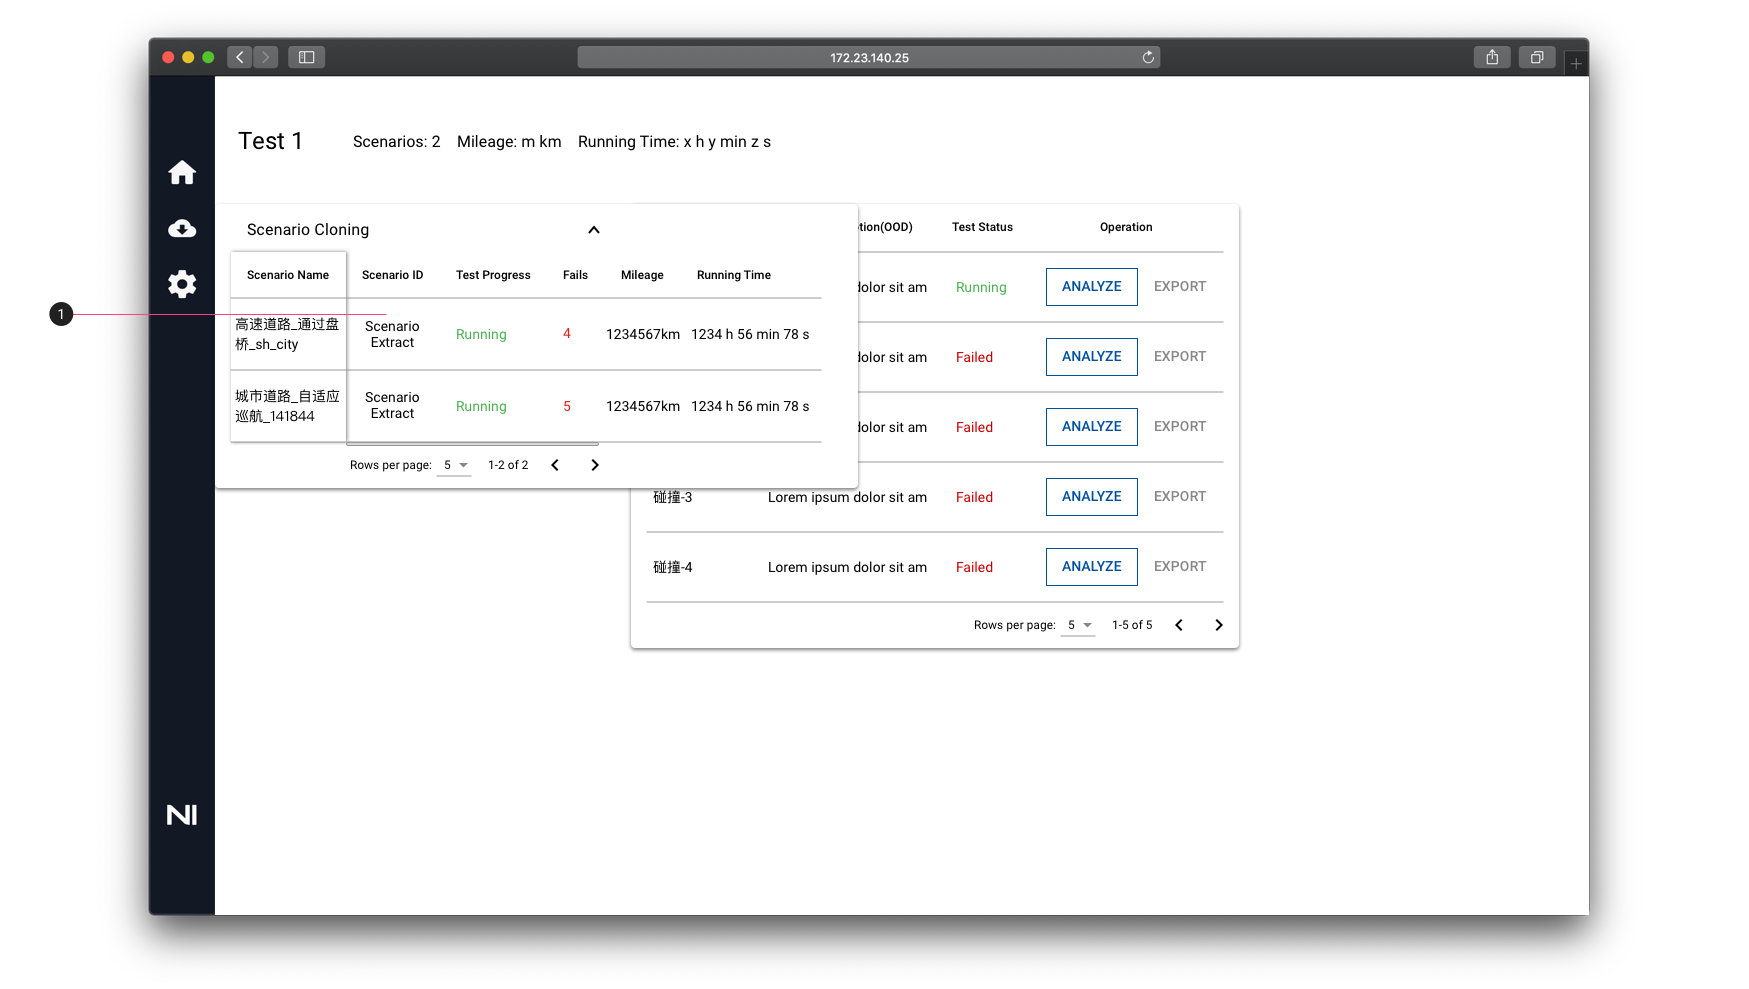 172.23.140.25
Test 1 Scenarios: 2 Mileage: m km Running Time: x h y min z s
Scenario Cloning
Scenario Name Scenario ID Test Progress Fails Mileage Running Time
高速道路_通过盘
桥_sh_city
Scenario
Extract
Running 4 1234567km 1234 h 56 min 78 s
城市道路_自适应
巡航_141844
Scenario
Extract
Running 5 1234567km 1234 h 56 min 78 s
Rows per page: 5 1-2 of 2
tion(OOD) Test Status Operation
dolor sit am Running ANALYZE EXPORT
dolor sit am Failed ANALYZE EXPORT
dolor sit am Failed ANALYZE EXPORT
碰撞-3 Lorem ipsum dolor sit am Failed ANALYZE EXPORT
碰撞-4 Lorem ipsum dolor sit am Failed ANALYZE EXPORT
Rows per page: 5 1-5 of 5
1
NI